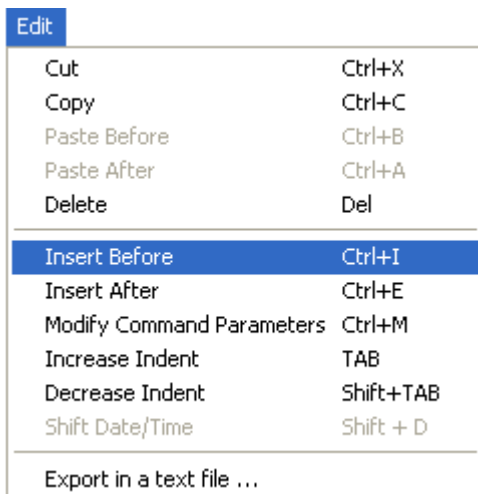 Edit
Cut Ctrl+X
Copy Ctrl+C
Paste Before Ctrl+B
Paste After Ctrl+A
Delete Del
Insert Before Ctrl+I
Insert After Ctrl+E
Modify Command Parameters Ctrl+M
Increase Indent TAB
Decrease Indent Shift+TAB
Shift Date/Time Shift + D
Export in a text file ...